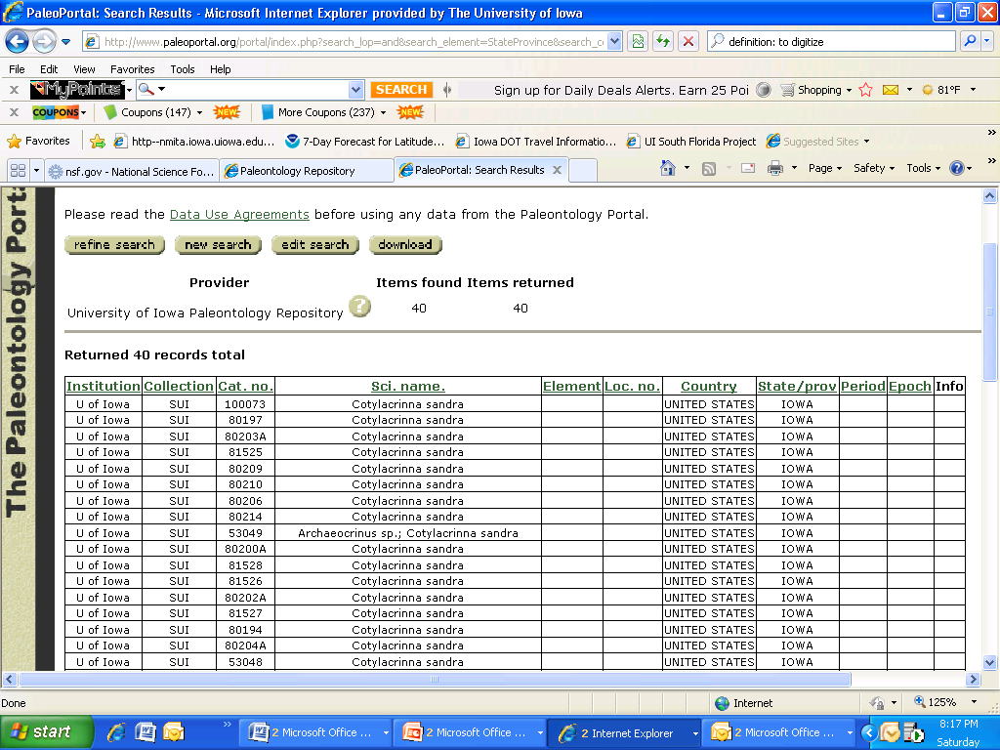 PaleoPortal: Search Results - Microsoft Internet Explorer provided by The University of Iowa
http://www.paleoportal.org/portal/index.php?search_lop=and&search_element=StateProvince&search_c
definition: to digitize
File Edit View Favorites Tools Help
MyPoints SEARCH Sign up for Daily Deals Alerts. Earn 25 Poi Shopping 81°F
COUPONS Coupons (147) NEW More Coupons (237) NEW
Favorites http--nmita.iowa.uiowa.edu... 7-Day Forecast for Latitude... Iowa DOT Travel Informatio... UI South Florida Project Suggested Sites
nsf.gov - National Science Fo... Paleontology Repository PaleoPortal: Search Results Page Safety Tools
The Paleontology Porta
Please read the Data Use Agreements before using any data from the Paleontology Portal.
refine search new search edit search download
Provider Items found Items returned
University of Iowa Paleontology Repository ? 40 40
Returned 40 records total
Institution Collection Cat. no. Sci. name. Element Loc. no. Country State/prov Period Epoch Info
U of Iowa SUI 100073 Cotylacrinna sandra UNITED STATES IOWA
U of Iowa SUI 80197 Cotylacrinna sandra UNITED STATES IOWA
U of Iowa SUI 80203A Cotylacrinna sandra UNITED STATES IOWA
U of Iowa SUI 81525 Cotylacrinna sandra UNITED STATES IOWA
U of Iowa SUI 80209 Cotylacrinna sandra UNITED STATES IOWA
U of Iowa SUI 80210 Cotylacrinna sandra UNITED STATES IOWA
U of Iowa SUI 80206 Cotylacrinna sandra UNITED STATES IOWA
U of Iowa SUI 80214 Cotylacrinna sandra UNITED STATES IOWA
U of Iowa SUI 53049 Archaeocrinus sp.; Cotylacrinna sandra UNITED STATES IOWA
U of Iowa SUI 80200A Cotylacrinna sandra UNITED STATES IOWA
U of Iowa SUI 81528 Cotylacrinna sandra UNITED STATES IOWA
U of Iowa SUI 81526 Cotylacrinna sandra UNITED STATES IOWA
U of Iowa SUI 80202A Cotylacrinna sandra UNITED STATES IOWA
U of Iowa SUI 81527 Cotylacrinna sandra UNITED STATES IOWA
U of Iowa SUI 80194 Cotylacrinna sandra UNITED STATES IOWA
U of Iowa SUI 80204A Cotylacrinna sandra UNITED STATES IOWA
U of Iowa SUI 53048 Cotylacrinna sandra UNITED STATES IOWA
Done Internet 125%
start 2 Microsoft Office ... 2 Microsoft Office ... 2 Internet Explorer 2 Microsoft Office ... 8:17 PM
Saturday